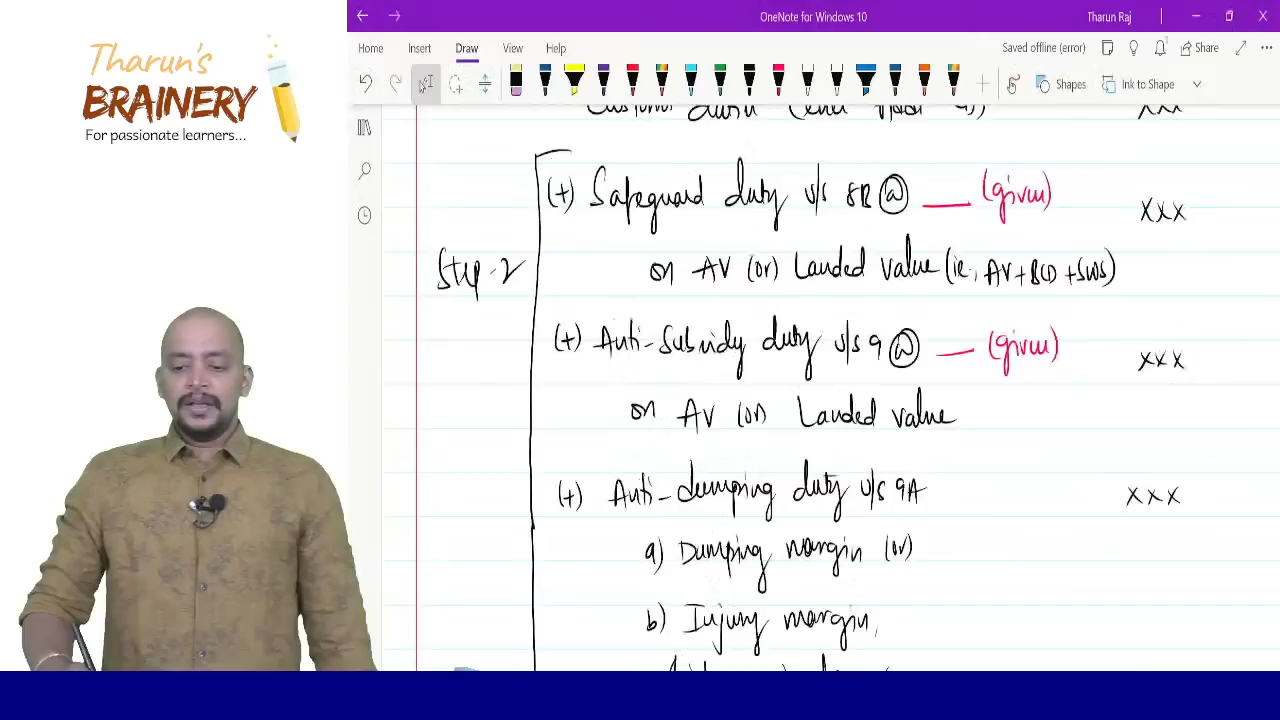 Tharun's
BRAINERY
For passionate learners...
OneNote for Windows 10
Tharun Raj
Home Insert Draw View Help
Saved offline (error)
Share
Shapes
Ink to Shape
xxx
(+) Safeguard duty u/s 8B @ __ (given) xxx
Step-2
on AV (or) Landed value (ie., AV+BCD+SWS)
(+) Anti-Subsidy duty u/s 9 @ __ (given) xxx
on AV (or) Landed value
(+) Anti-dumping duty u/s 9A xxx
a) Dumping margin (or)
b) Injury margin,